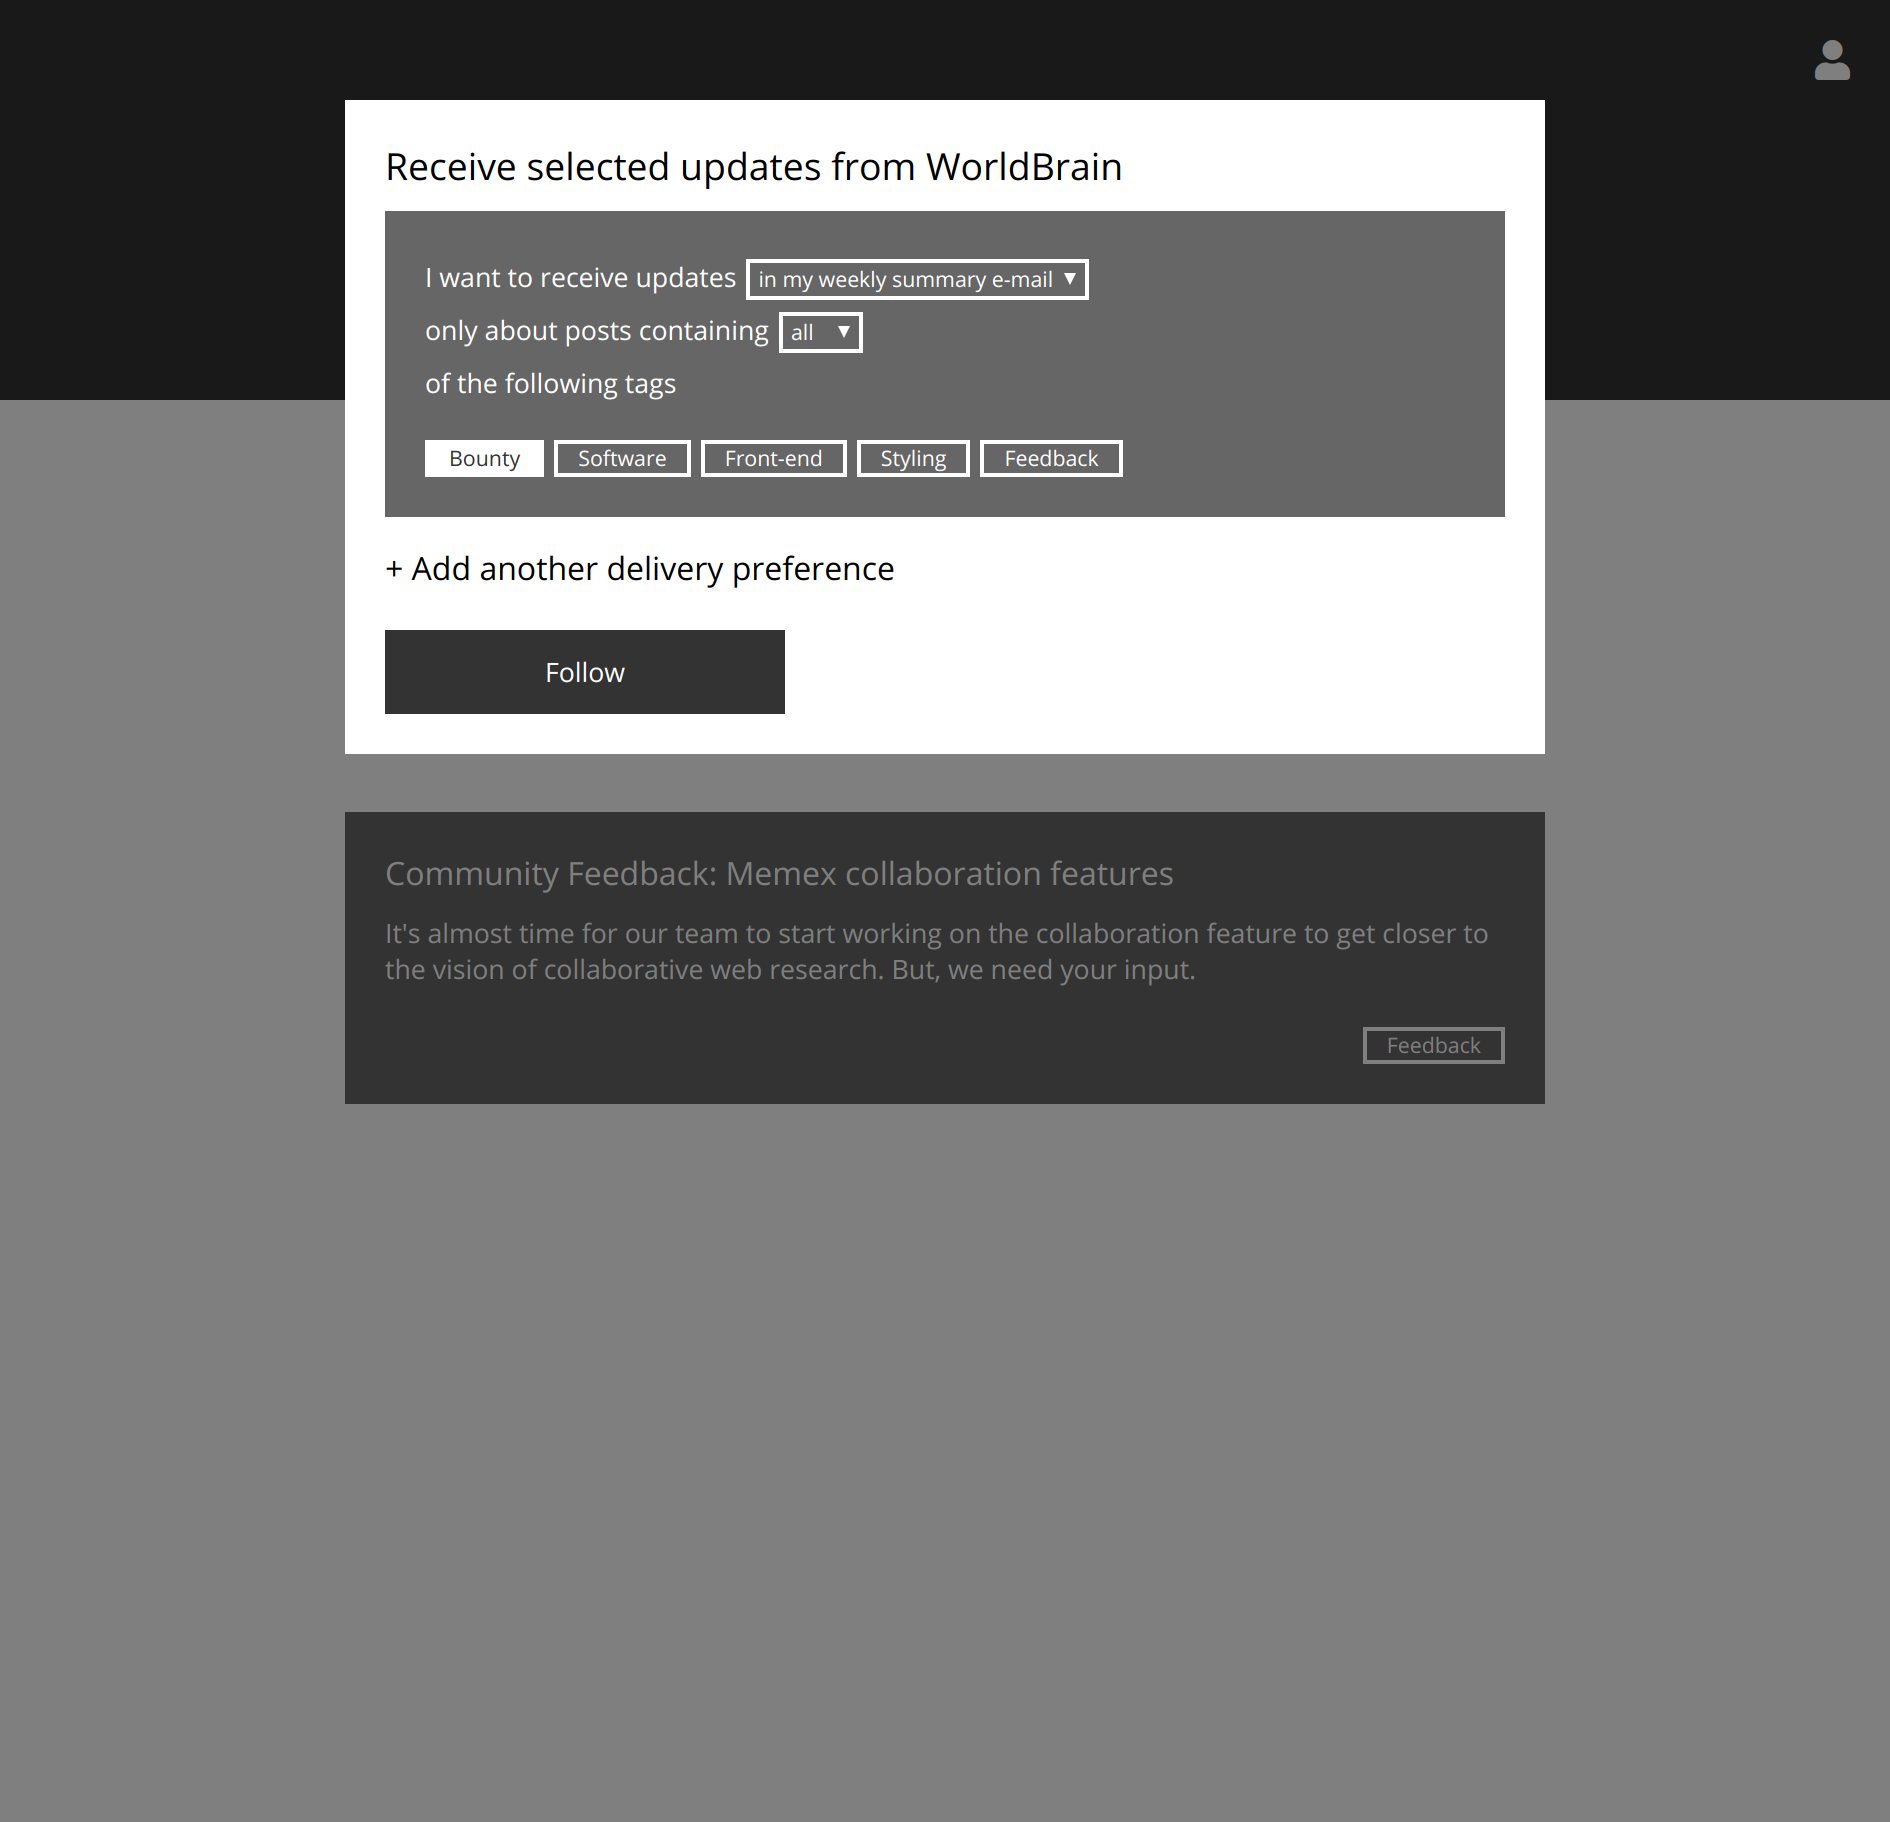 Receive selected updates from WorldBrain
I want to receive updates in my weekly summary e-mail ▼
only about posts containing all ▼
of the following tags
Bounty Software Front-end Styling Feedback
+ Add another delivery preference
Follow
Community Feedback: Memex collaboration features
It's almost time for our team to start working on the collaboration feature to get closer to
the vision of collaborative web research. But, we need your input.
Feedback